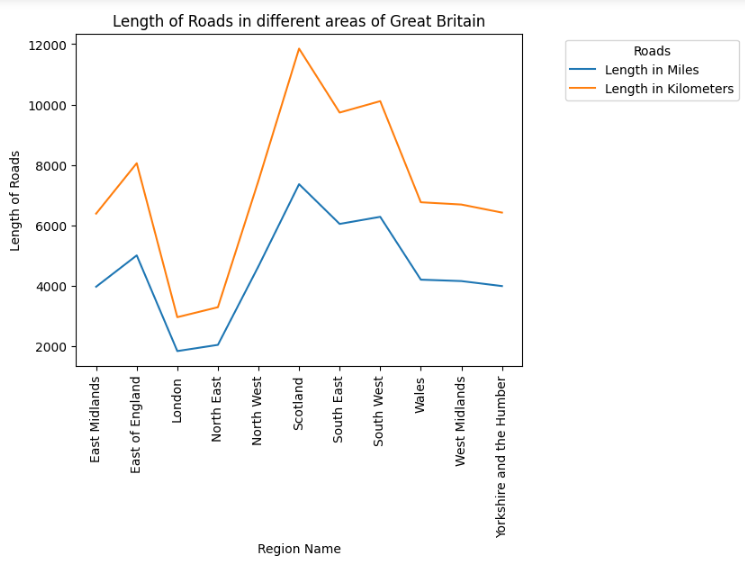 Length of Roads in different areas of Great Britain
Roads
Length in Miles
Length in Kilometers
Length of Roads
12000
10000
8000
6000
4000
2000
East Midlands
East of England
London
North East
North West
Scotland
South East
South West
Wales
West Midlands
Yorkshire and the Humber
Region Name